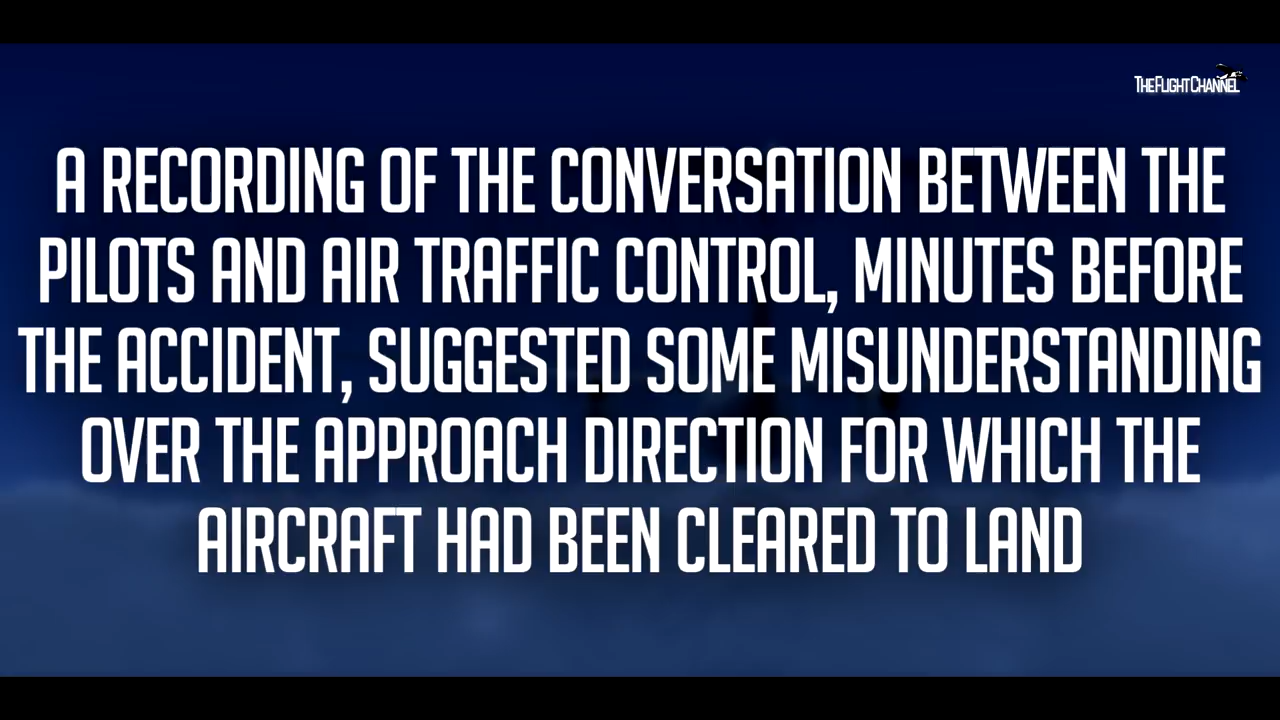 THEFLIGHTCHANNEL
A RECORDING OF THE CONVERSATION BETWEEN THE
PILOTS AND AIR TRAFFIC CONTROL, MINUTES BEFORE
THE ACCIDENT, SUGGESTED SOME MISUNDERSTANDING
OVER THE APPROACH DIRECTION FOR WHICH THE
AIRCRAFT HAD BEEN CLEARED TO LAND